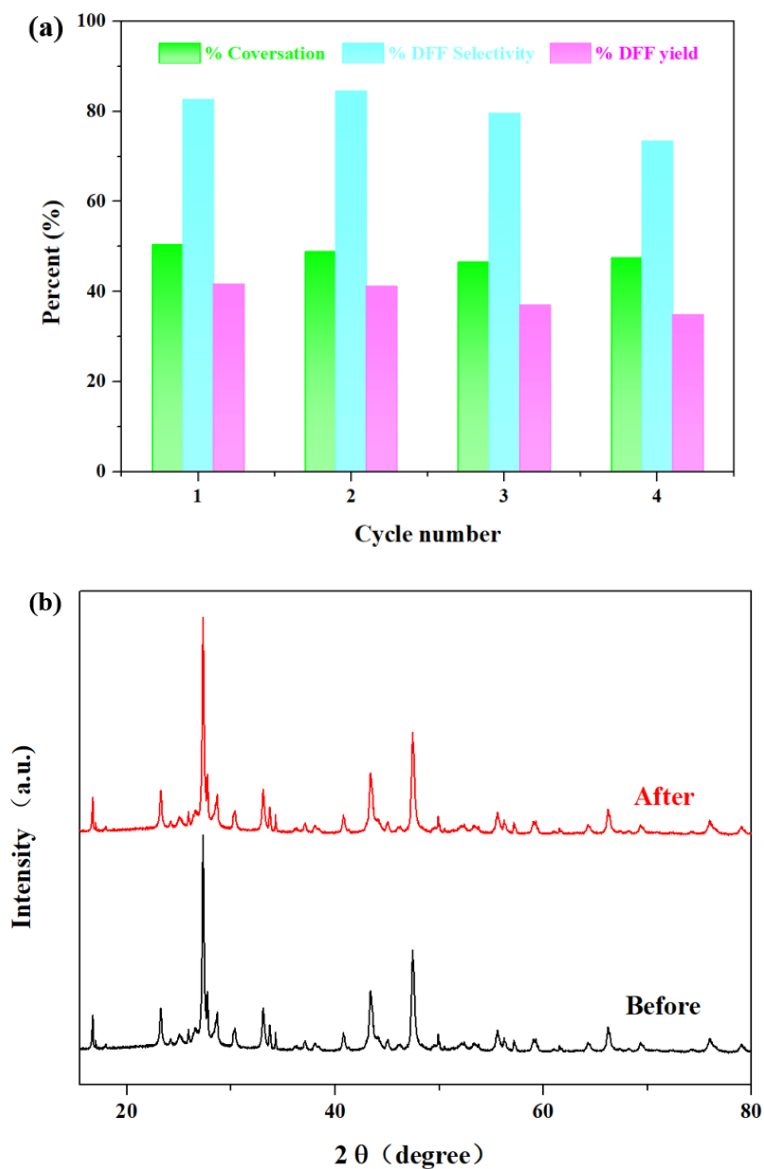 (a)
100
80
60
40
20
0
Percent (%)
% Coversation % DFF Selectivity % DFF yield
1 2 3 4
Cycle number
(b)
Intensity（a.u.）
After
Before
20 40 60 80
2 θ（degree）